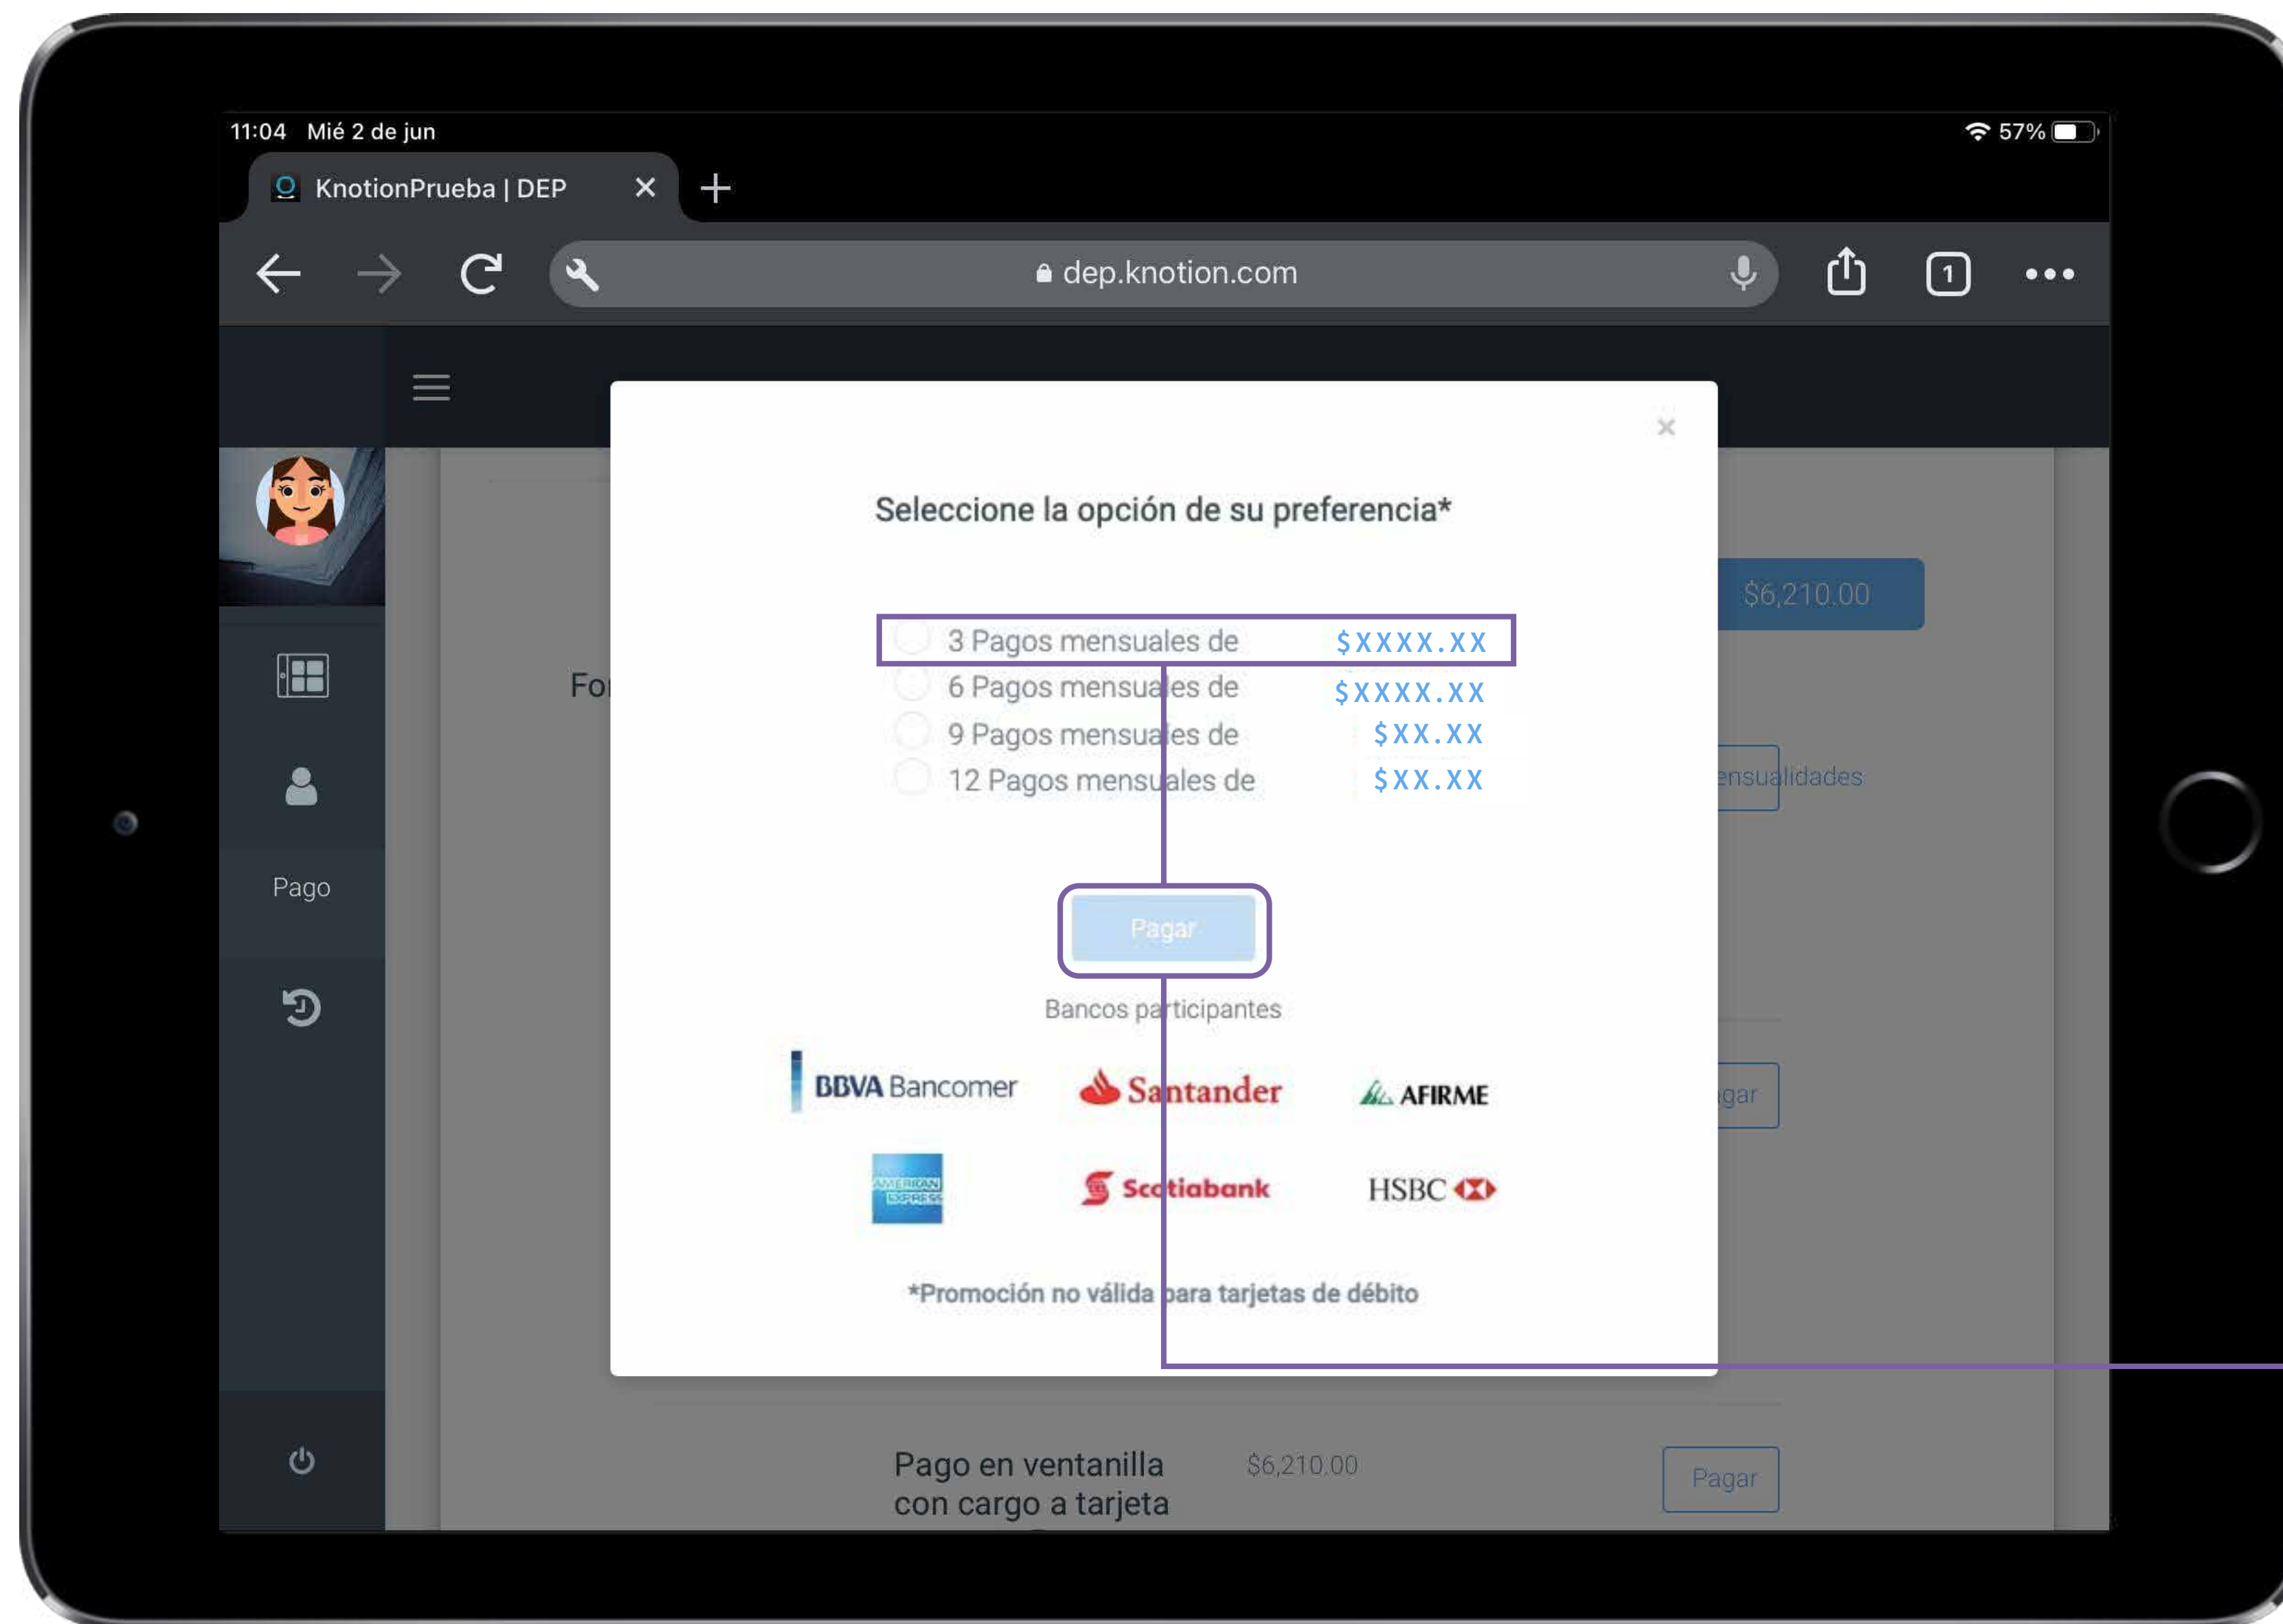 11:04 Mié 2 de jun
57%
KnotionPrueba | DEP
dep.knotion.com
1
Seleccione la opción de su preferencia*
$6,210.00
3 Pagos mensuales de $XXXX.XX
6 Pagos mensuales de $XXXX.XX
9 Pagos mensuales de $XX.XX
12 Pagos mensuales de $XX.XX
Fo
ensualidades
Pago
Pagar
Bancos participantes
BBVA Bancomer
Santander
AFIRME
gar
AMERICAN EXPRESS
Scotiabank
HSBC
*Promoción no válida para tarjetas de débito
Pago en ventanilla
con cargo a tarjeta
$6,210.00
Pagar